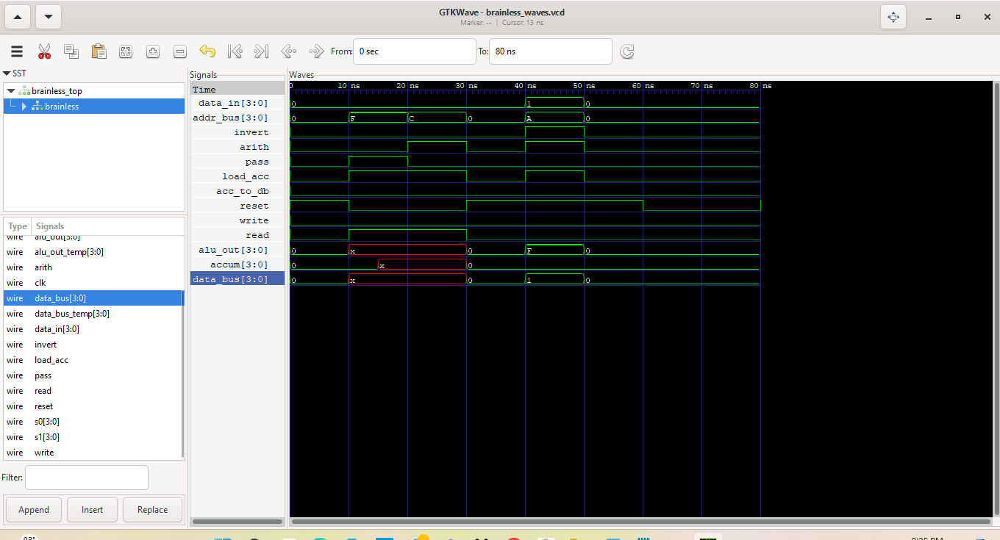 GTKWave - brainless_waves.vcd
Marker: -- | Cursor: 13 ns
From: 0 sec To: 80 ns
SST
brainless_top
brainless
Type Signals
wire alu_out[3:0]
wire alu_out_temp[3:0]
wire arith
wire clk
wire data_bus[3:0]
wire data_bus_temp[3:0]
wire data_in[3:0]
wire invert
wire load_acc
wire pass
wire read
wire reset
wire s0[3:0]
wire s1[3:0]
wire write
Filter:
Append Insert Replace
Signals
Time
data_in[3:0]
addr_bus[3:0]
invert
arith
pass
load_acc
acc_to_db
reset
write
read
alu_out[3:0]
accum[3:0]
data_bus[3:0]
Waves
0 10 ns 20 ns 30 ns 40 ns 50 ns 60 ns 70 ns 80 ns
0 1 0
0 F C 0 A 0
0 x 0 F 0
0 x 0
0 x 0 1 0
93°
9:25 PM